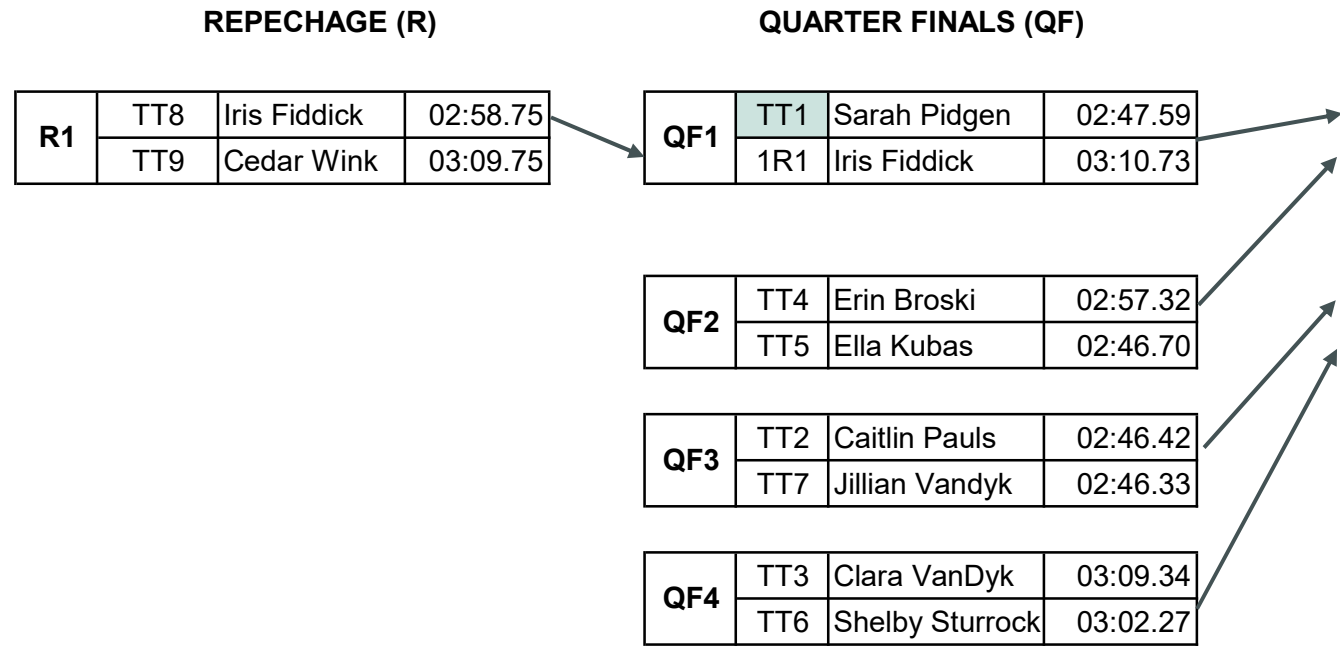 REPECHAGE (R) QUARTER FINALS (QF)
R1 TT8 Iris Fiddick 02:58.75
TT9 Cedar Wink 03:09.75
QF1 TT1 Sarah Pidgen 02:47.59
1R1 Iris Fiddick 03:10.73
QF2 TT4 Erin Broski 02:57.32
TT5 Ella Kubas 02:46.70
QF3 TT2 Caitlin Pauls 02:46.42
TT7 Jillian Vandyk 02:46.33
QF4 TT3 Clara VanDyk 03:09.34
TT6 Shelby Sturrock 03:02.27